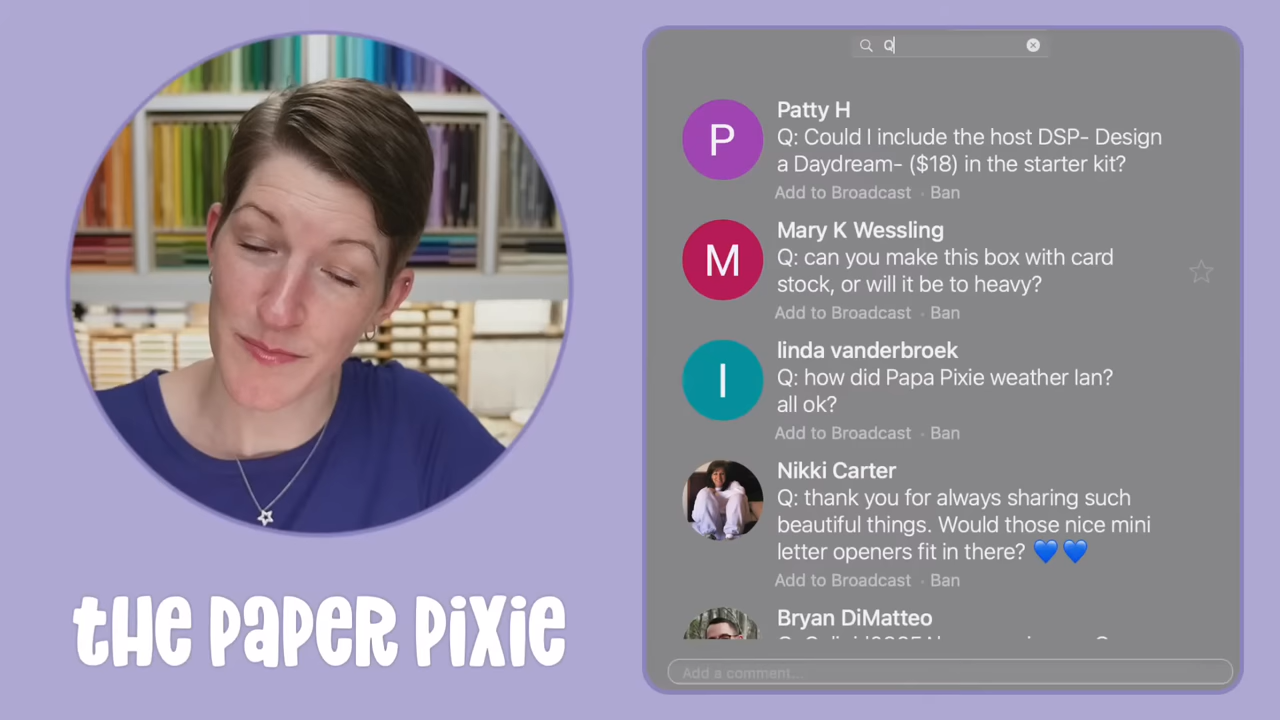 Q
P
Patty H
Q: Could I include the host DSP- Design
a Daydream- ($18) in the starter kit?
Add to Broadcast · Ban
M
Mary K Wessling
Q: can you make this box with card
stock, or will it be to heavy?
Add to Broadcast · Ban
l
linda vanderbroek
Q: how did Papa Pixie weather Ian?
all ok?
Add to Broadcast · Ban
Nikki Carter
Q: thank you for always sharing such
beautiful things. Would those nice mini
letter openers fit in there? 💙 💙
Add to Broadcast · Ban
Bryan DiMatteo
Add a comment...
the paper pixie